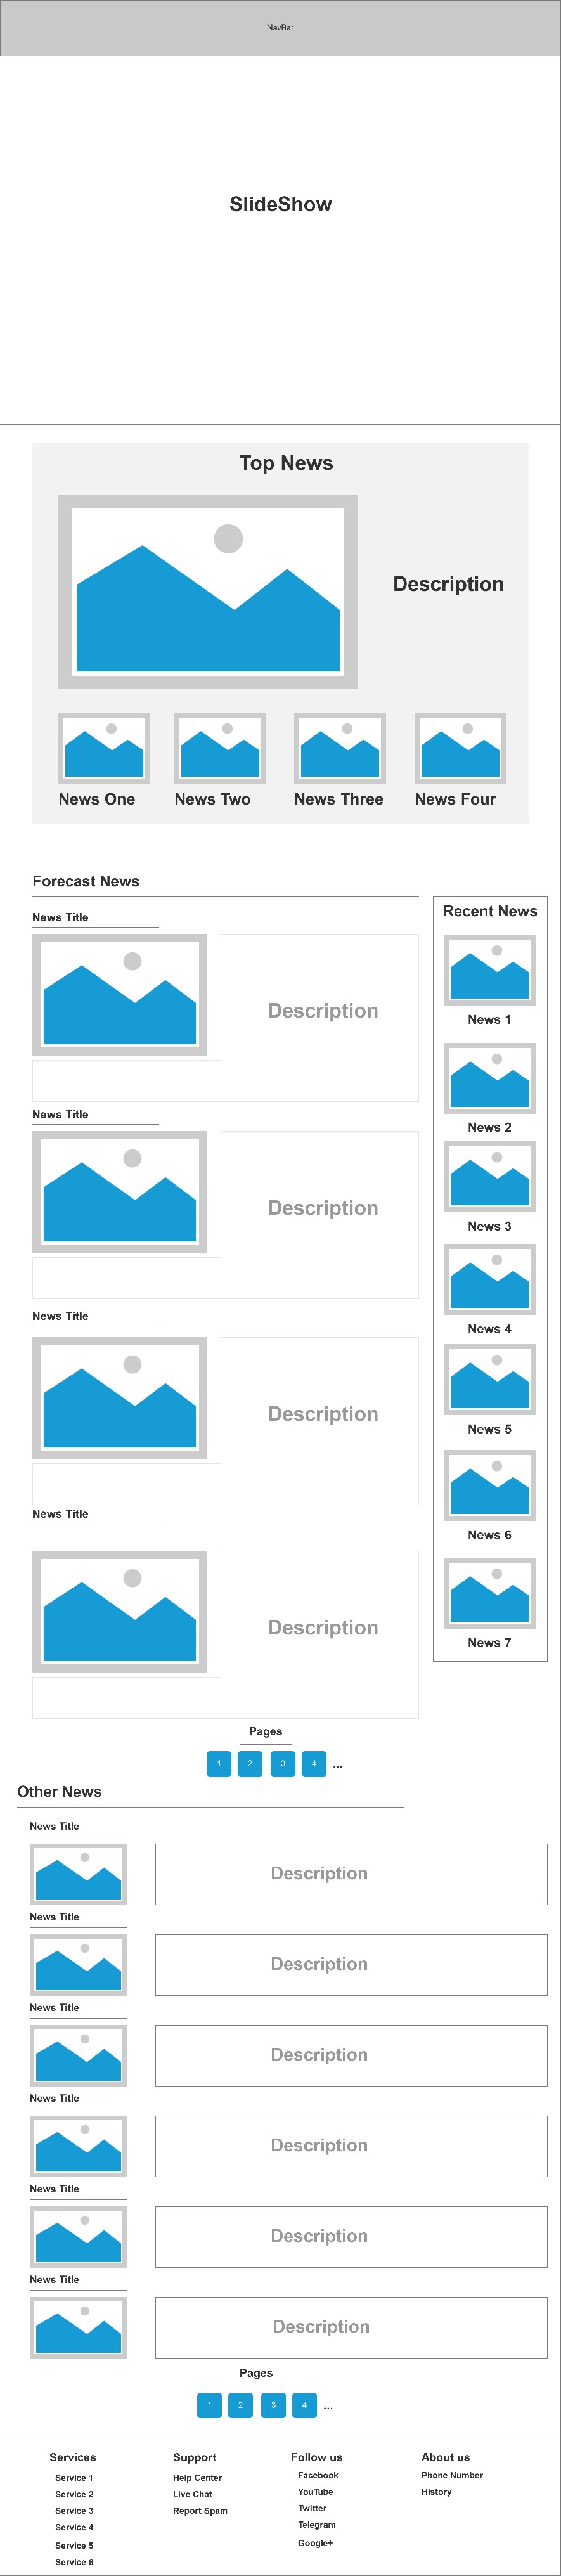 NavBar
SlideShow
Top News
Description
News One
News Two
News Three
News Four
Forecast News
News Title
Description
News Title
Description
News Title
Description
News Title
Description
Recent News
News 1
News 2
News 3
News 4
News 5
News 6
News 7
Pages
1 2 3 4 ...
Other News
News Title
Description
News Title
Description
News Title
Description
News Title
Description
News Title
Description
News Title
Description
Pages
1 2 3 4 ...
Services
Service 1
Service 2
Service 3
Service 4
Service 5
Service 6
Support
Help Center
Live Chat
Report Spam
Follow us
Facebook
YouTube
Twitter
Telegram
Google+
About us
Phone Number
History